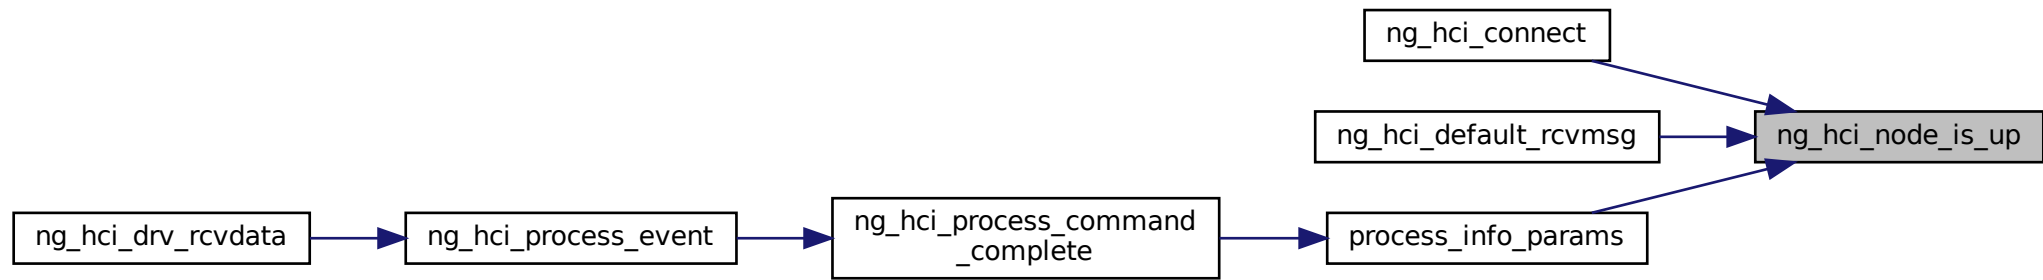 ng_hci_connect
ng_hci_default_rcvmsg
ng_hci_node_is_up
ng_hci_drv_rcvdata
ng_hci_process_event
ng_hci_process_command
_complete
process_info_params